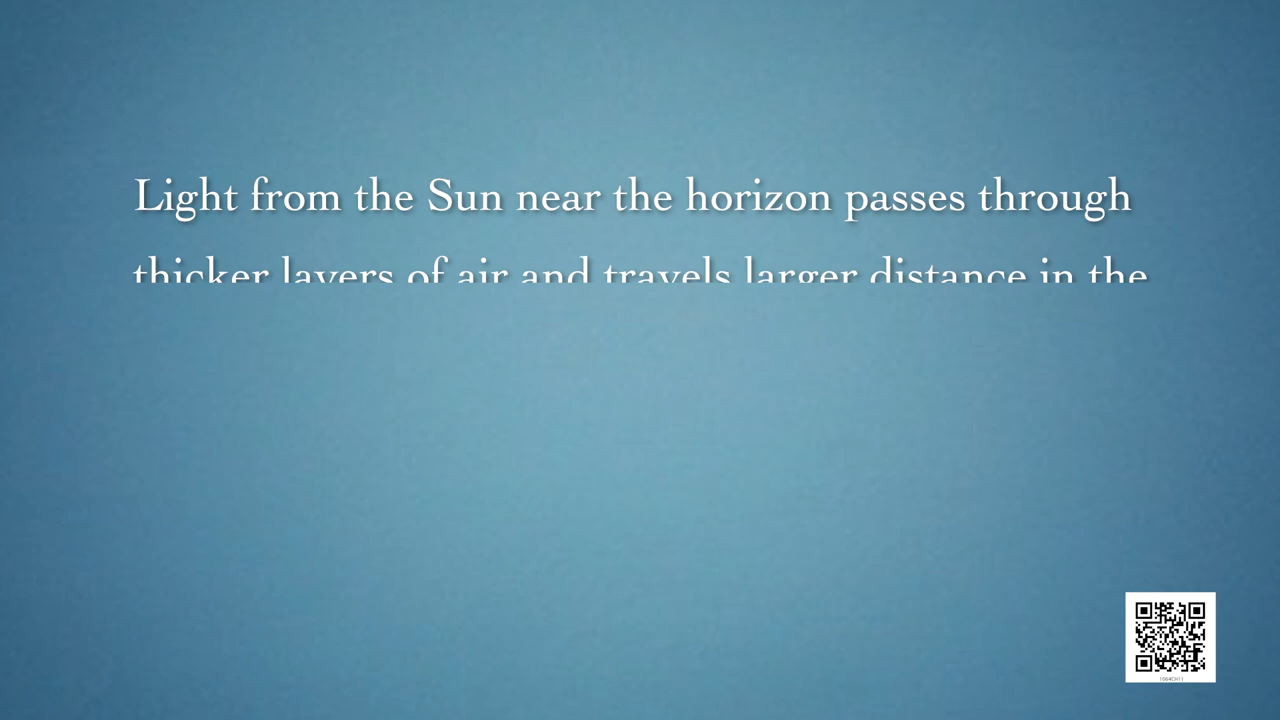 Light from the Sun near the horizon passes through
thicker layers of air and travels larger distance in the
1064CH11